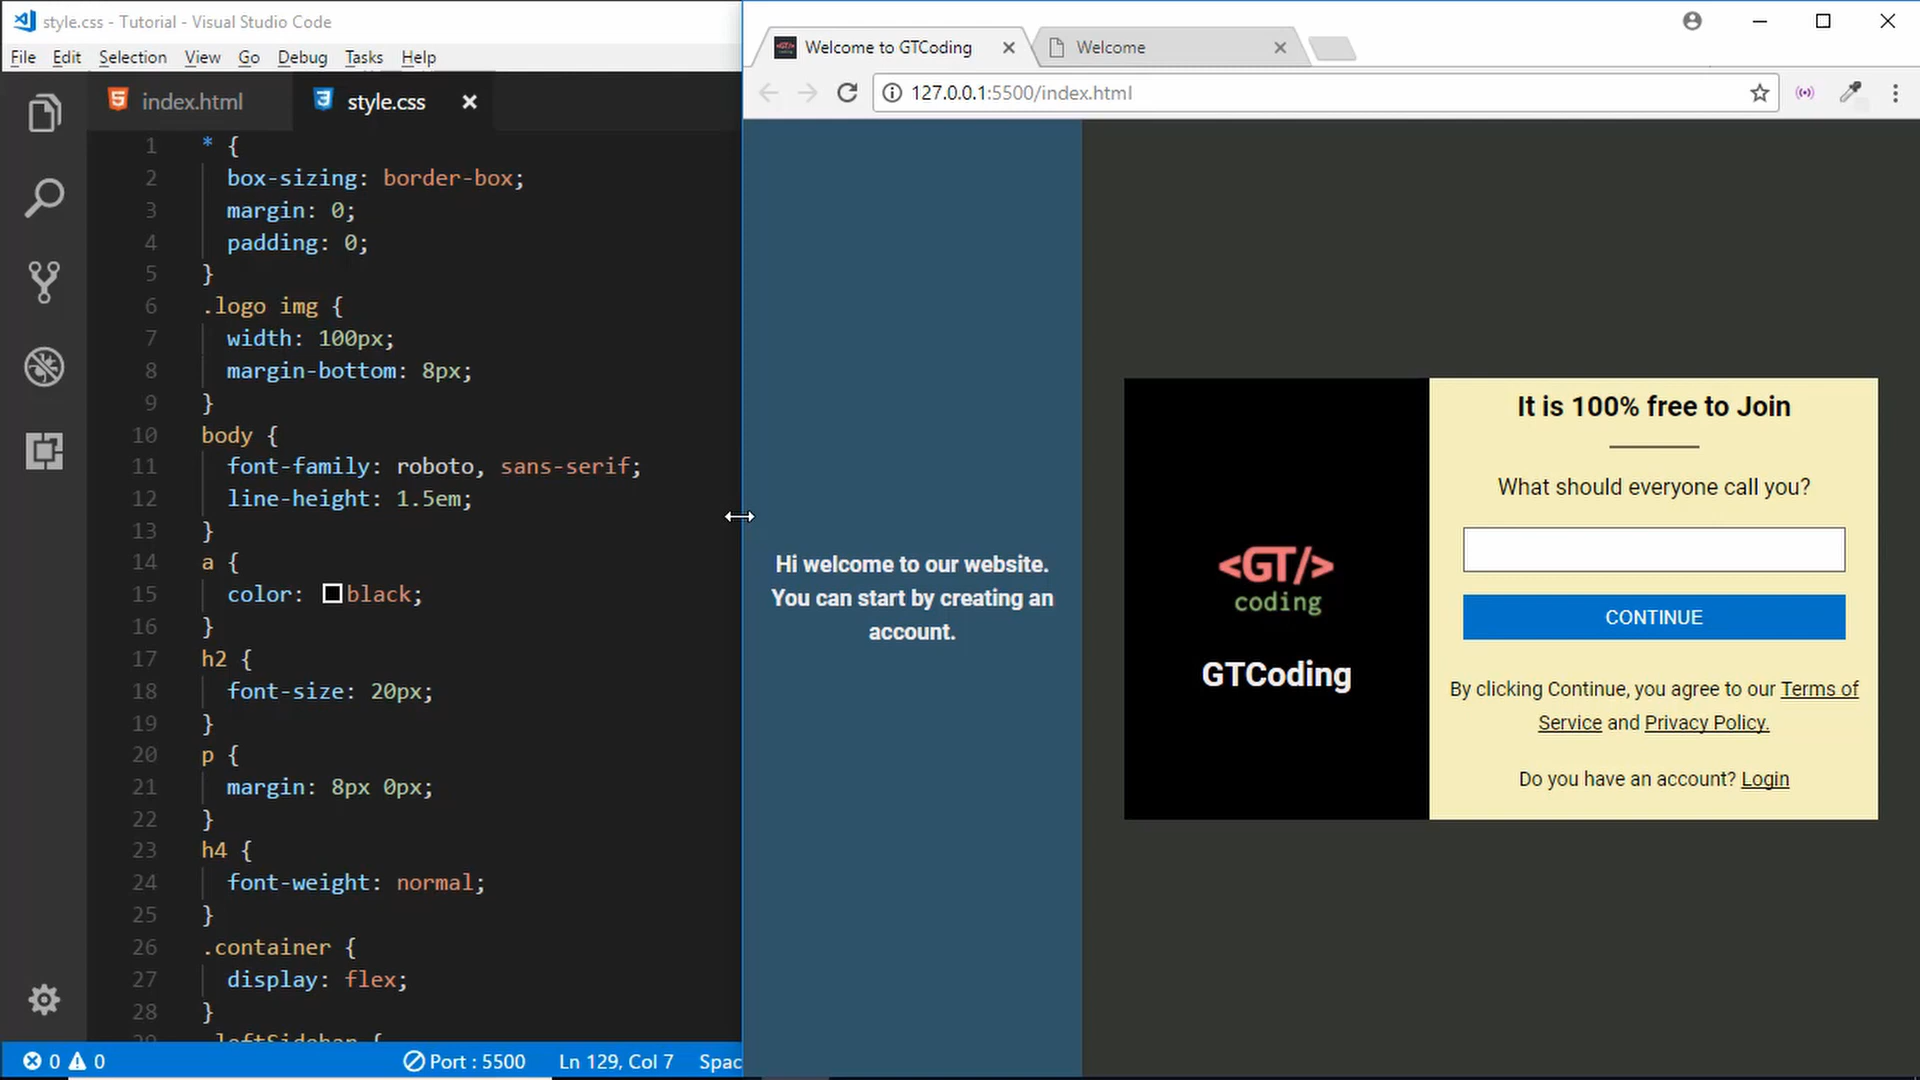 style.css - Tutorial - Visual Studio Code
File Edit Selection View Go Debug Tasks Help
index.html
style.css
1 * {
2 box-sizing: border-box;
3 margin: 0;
4 padding: 0;
5 }
6 .logo img {
7 width: 100px;
8 margin-bottom: 8px;
9 }
10 body {
11 font-family: roboto, sans-serif;
12 line-height: 1.5em;
13 }
14 a {
15 color: black;
16 }
17 h2 {
18 font-size: 20px;
19 }
20 p {
21 margin: 8px 0px;
22 }
23 h4 {
24 font-weight: normal;
25 }
26 .container {
27 display: flex;
28 }
0 0 Port : 5500 Ln 129, Col 7 Spac
Welcome to GTCoding
Welcome
127.0.0.1:5500/index.html
Hi welcome to our website.
You can start by creating an
account.
<GT/>
coding
GTCoding
It is 100% free to Join
What should everyone call you?
CONTINUE
By clicking Continue, you agree to our Terms of
Service and Privacy Policy.
Do you have an account? Login